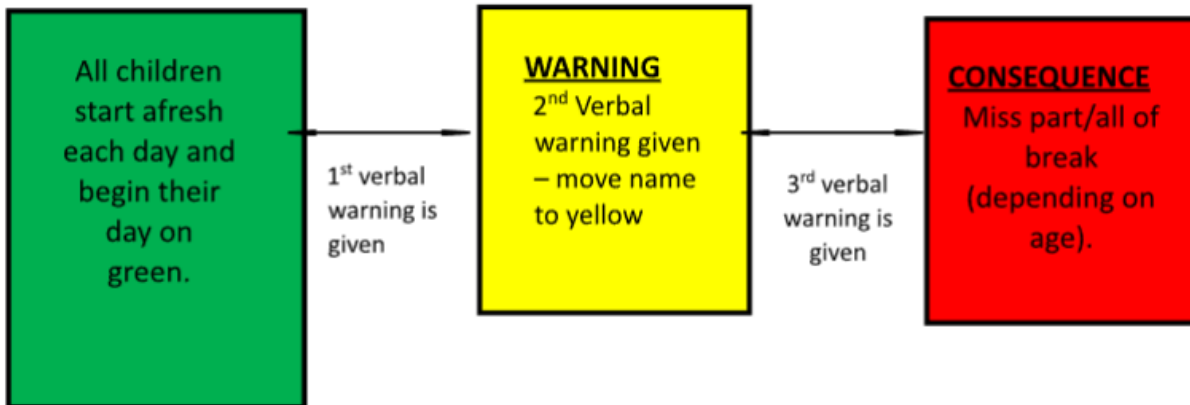 All children
start afresh
each day and
begin their
day on
green.
1st verbal
warning is
given
WARNING
2nd Verbal
warning given
– move name
to yellow
3rd verbal
warning is
given
CONSEQUENCE
Miss part/all of
break
(depending on
age).